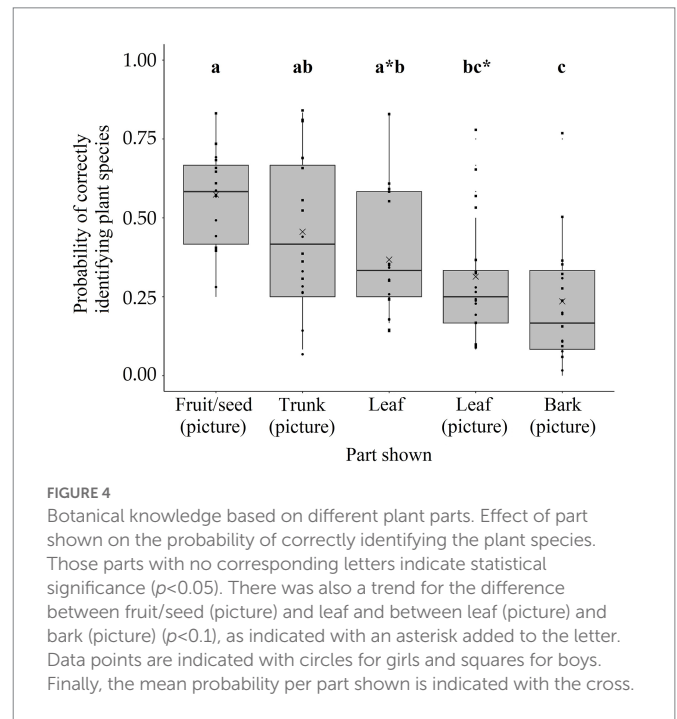 1.00
a ab a*b bc* c
0.75
Probability of correctly
identifying plant species
0.50
0.25
0.00
Fruit/seed Trunk Leaf Leaf Bark
(picture) (picture) (picture) (picture)
Part shown
FIGURE 4
Botanical knowledge based on different plant parts. Effect of part
shown on the probability of correctly identifying the plant species.
Those parts with no corresponding letters indicate statistical
significance (p<0.05). There was also a trend for the difference
between fruit/seed (picture) and leaf and between leaf (picture) and
bark (picture) (p<0.1), as indicated with an asterisk added to the letter.
Data points are indicated with circles for girls and squares for boys.
Finally, the mean probability per part shown is indicated with the cross.